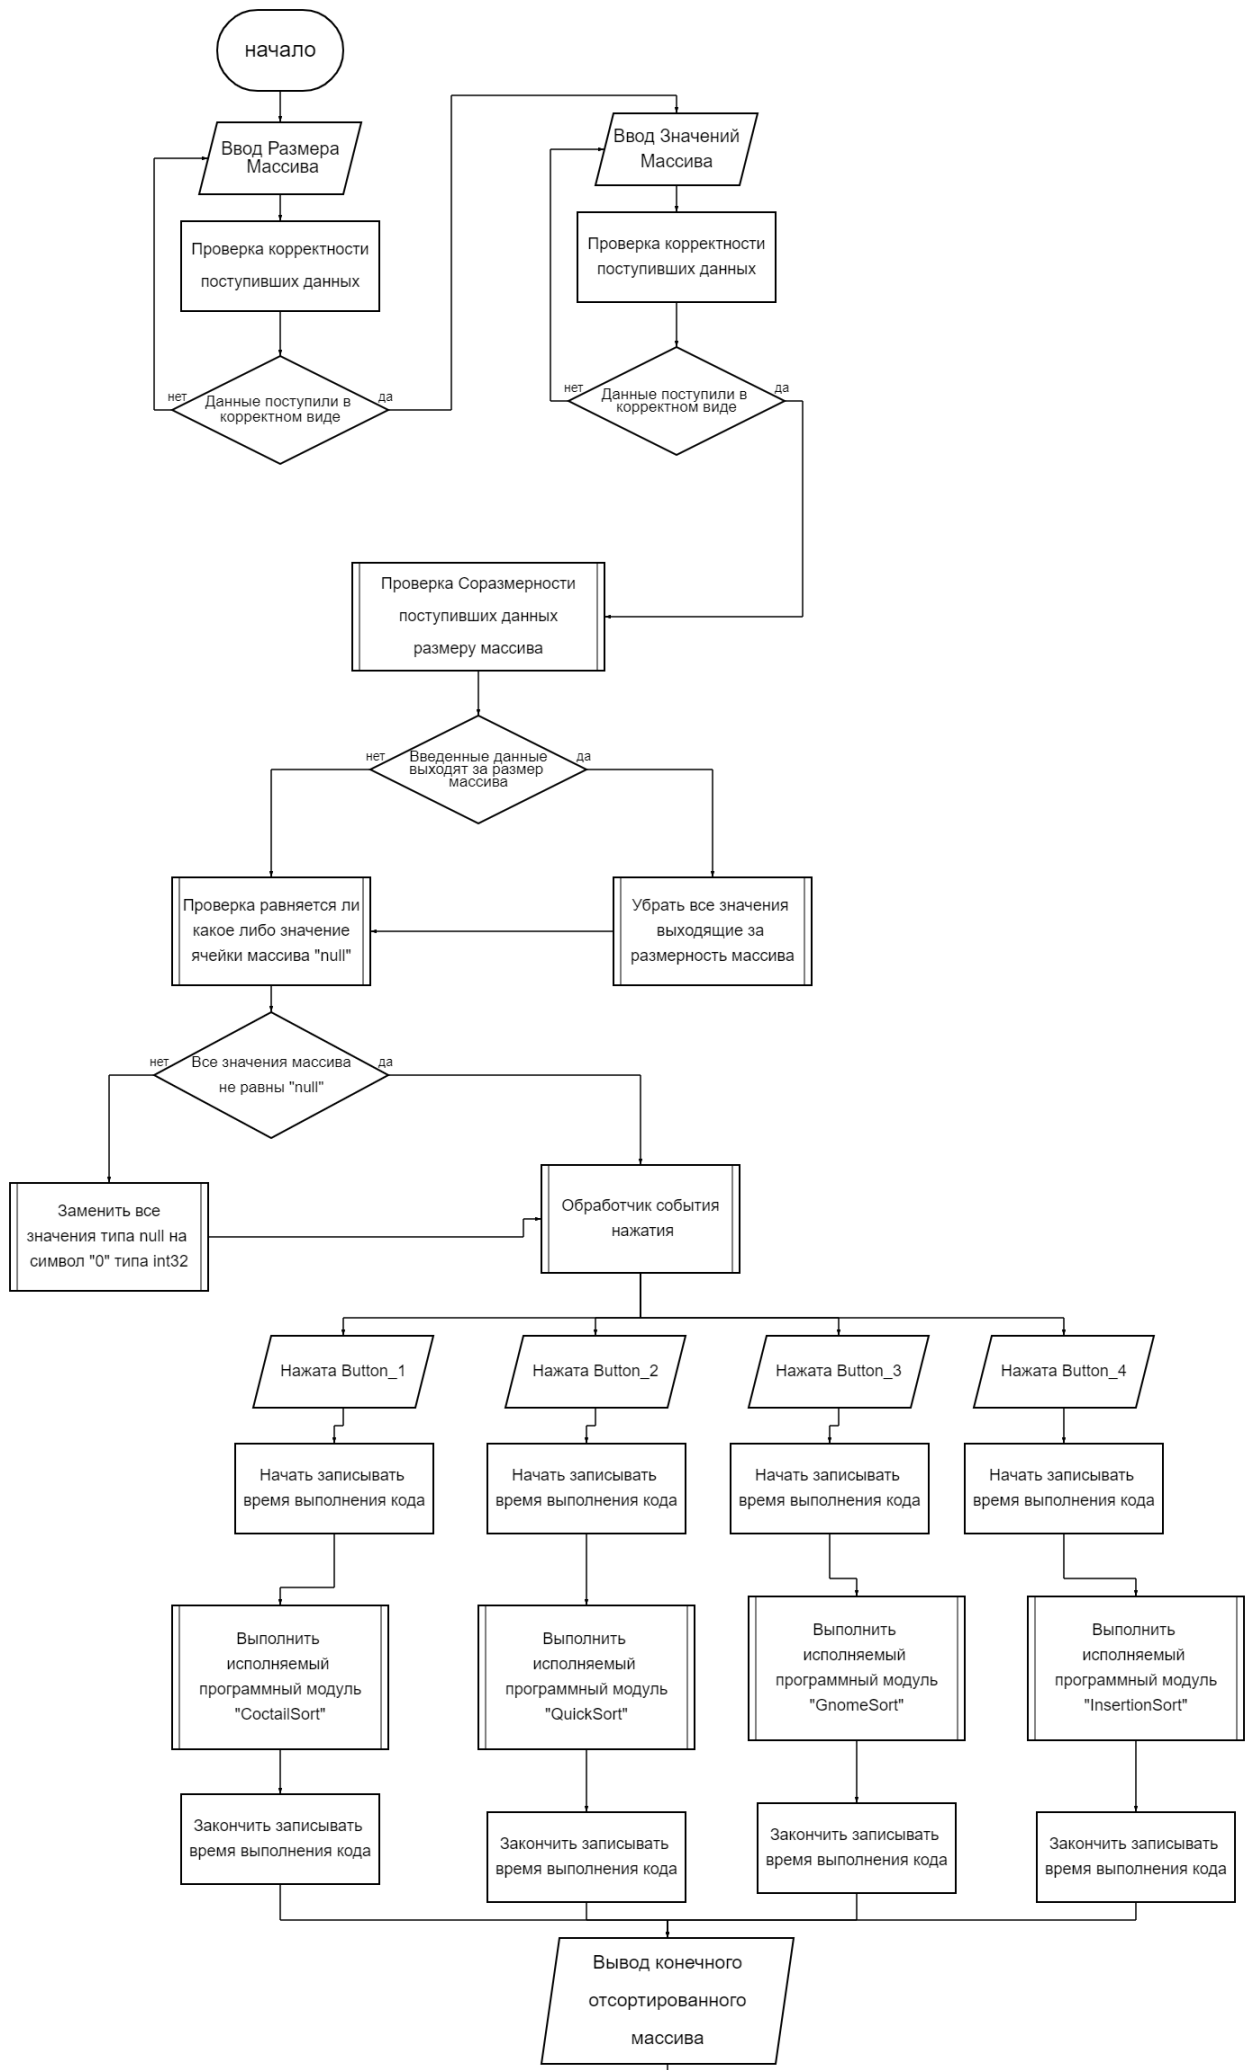 начало
Ввод Размера
Массива
Проверка корректности
поступивших данных
нет
Данные поступили в
корректном виде
да
Ввод Значений
Массива
Проверка корректности
поступивших данных
нет
Данные поступили в
корректном виде
да
Проверка Соразмерности
поступивших данных
размеру массива
нет
Введенные данные
выходят за размер
массива
да
Проверка равняется ли
какое либо значение
ячейки массива "null"
Убрать все значения
выходящие за
размерность массива
нет
Все значения массива
не равны "null"
да
Заменить все
значения типа null на
символ "0" типа int32
Обработчик события
нажатия
Нажата Button_1
Нажата Button_2
Нажата Button_3
Нажата Button_4
Начать записывать
время выполнения кода
Начать записывать
время выполнения кода
Начать записывать
время выполнения кода
Начать записывать
время выполнения кода
Выполнить
исполняемый
программный модуль
"CoctailSort"
Выполнить
исполняемый
программный модуль
"QuickSort"
Выполнить
исполняемый
программный модуль
"GnomeSort"
Выполнить
исполняемый
программный модуль
"InsertionSort"
Закончить записывать
время выполнения кода
Закончить записывать
время выполнения кода
Закончить записывать
время выполнения кода
Закончить записывать
время выполнения кода
Вывод конечного
отсортированного
массива